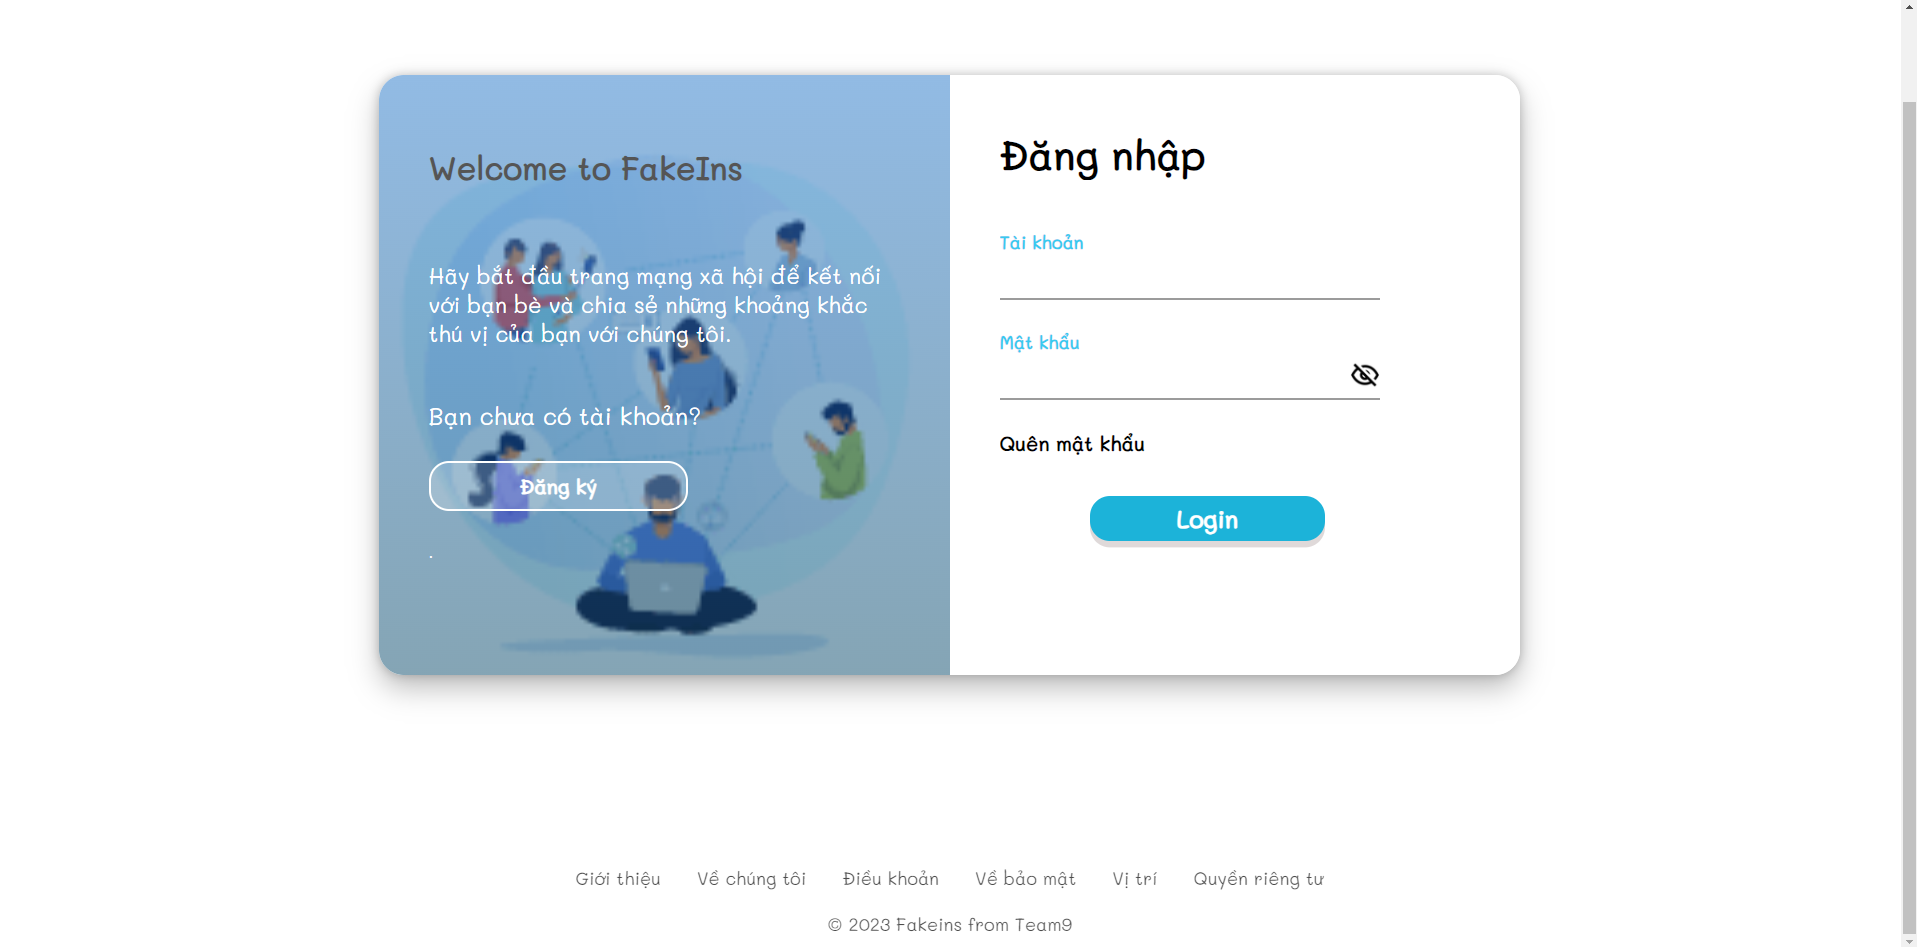 Welcome to FakeIns
Hãy bắt đầu trang mạng xã hội để kết nối
với bạn bè và chia sẻ những khoảng khắc
thú vị của bạn với chúng tôi.
Bạn chưa có tài khoản?
Đăng ký
.
Đăng nhập
Tài khoản
Mật khẩu
Quên mật khẩu
Login
Giới thiệu Về chúng tôi Điều khoản Về bảo mật Vị trí Quyền riêng tư
© 2023 Fakeins from Team9